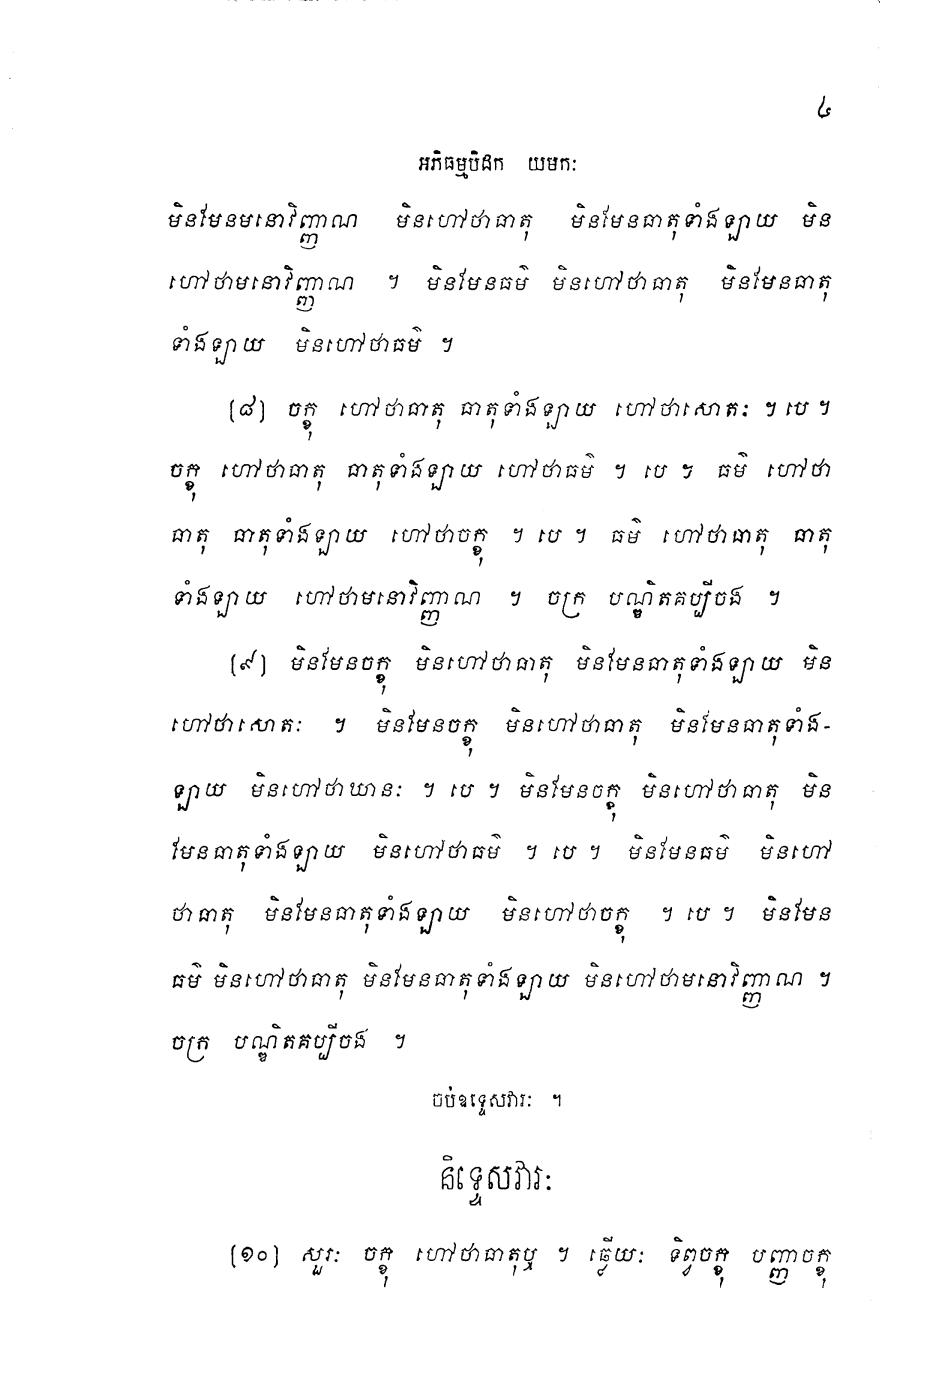 ៤
អភិធម្មបិដក យមកៈ
មិនមែនមនោវិញ្ញាណ មិនហៅថាធាតុ មិនមែនធាតុទាំងឡាយ មិន
ហៅថាមនោវិញ្ញាណ ។ មិនមែនធម៌ មិនហៅថាធាតុ មិនមែនធាតុ
ទាំងឡាយ មិនហៅថាធម៌ ។
(៨) ចក្ខុ ហៅថាធាតុ ធាតុទាំងឡាយ ហៅថាសោតៈ ។ បេ ។
ចក្ខុ ហៅថាធាតុ ធាតុទាំងឡាយ ហៅថាធម៌ ។ បេ ។ ធម៌ ហៅថា
ធាតុ ធាតុទាំងឡាយ ហៅថាចក្ខុ ។ បេ ។ ធម៌ ហៅថាធាតុ ធាតុ
ទាំងឡាយ ហៅថាមនោវិញ្ញាណ ។ ចក្រ បណ្ឌិតគប្បីចង ។
(៩) មិនមែនចក្ខុ មិនហៅថាធាតុ មិនមែនធាតុទាំងឡាយ មិន
ហៅថាសោតៈ ។ មិនមែនចក្ខុ មិនហៅថាធាតុ មិនមែនធាតុទាំង-
ឡាយ មិនហៅថាឃានៈ ។ បេ ។ មិនមែនចក្ខុ មិនហៅថាធាតុ មិន
មែនធាតុទាំងឡាយ មិនហៅថាធម៌ ។ បេ ។ មិនមែនធម៌ មិនហៅ
ថាធាតុ មិនមែនធាតុទាំងឡាយ មិនហៅថាចក្ខុ ។ បេ ។ មិនមែន
ធម៌ មិនហៅថាធាតុ មិនមែនធាតុទាំងឡាយ មិនហៅថាមនោវិញ្ញាណ ។
ចក្រ បណ្ឌិតគប្បីចង ។
ចប់ឧទ្ទេសវារៈ ។
និទ្ទេសវារៈ
(១០) សួរៈ ចក្ខុ ហៅថាធាតុឬ ។ ឆ្លើយៈ ទិព្វចក្ខុ បញ្ញាចក្ខុ